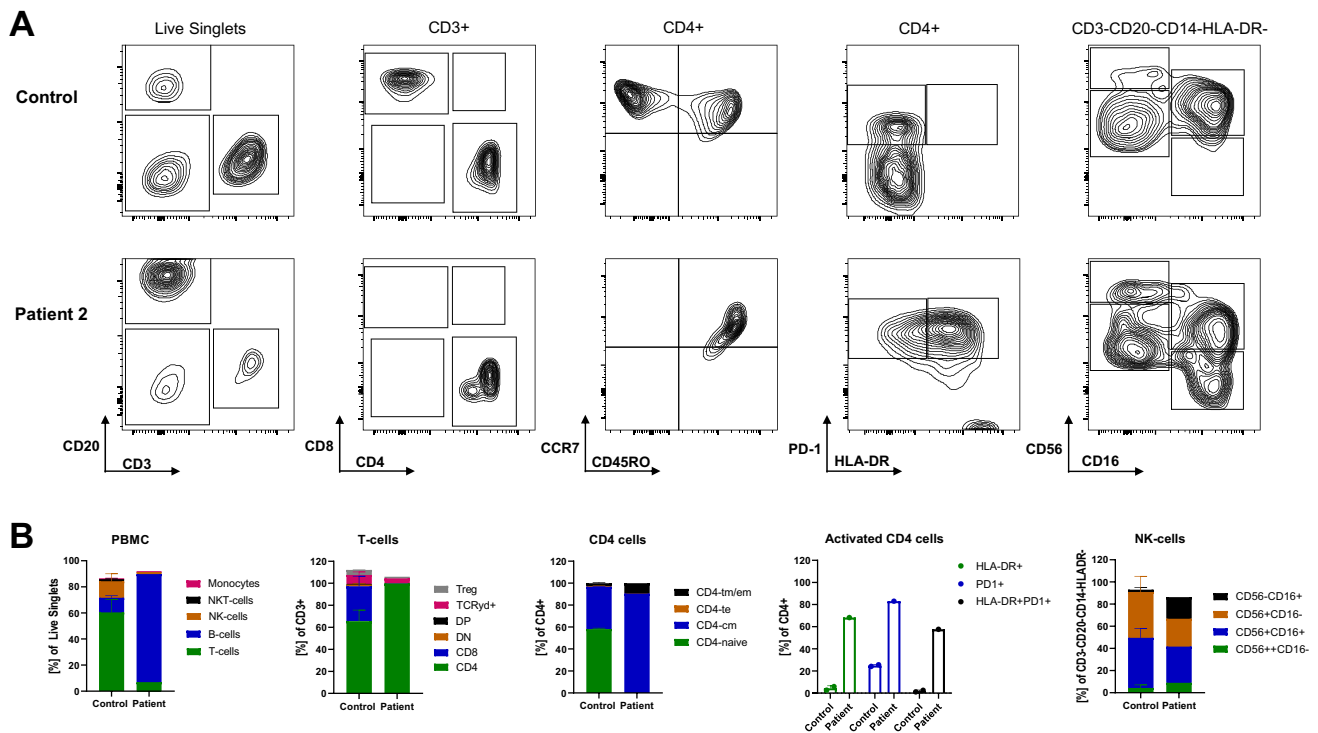 A
Live Singlets
CD3+
CD4+
CD4+
CD3-CD20-CD14-HLA-DR-
Control
Patient 2
CD20
CD3
CD8
CD4
CCR7
CD45RO
PD-1
HLA-DR
CD56
CD16
B
PBMC
[%] of Live Singlets
100
80
60
40
20
0
Control Patient
Monocytes
NKT-cells
NK-cells
B-cells
T-cells
T-cells
[%] of CD3+
120
100
80
60
40
20
0
Control Patient
Treg
TCRyd+
DP
DN
CD8
CD4
CD4 cells
[%] of CD4+
120
100
80
60
40
20
0
Control Patient
CD4-tm/em
CD4-te
CD4-cm
CD4-naive
Activated CD4 cells
[%] of CD4+
120
100
80
60
40
20
0
Control
Patient
Control
Patient
Control
Patient
HLA-DR+
PD1+
HLA-DR+PD1+
NK-cells
[%] of CD3-CD20-CD14-HLADR-
120
100
80
60
40
20
0
Control Patient
CD56-CD16+
CD56+CD16-
CD56+CD16+
CD56++CD16-